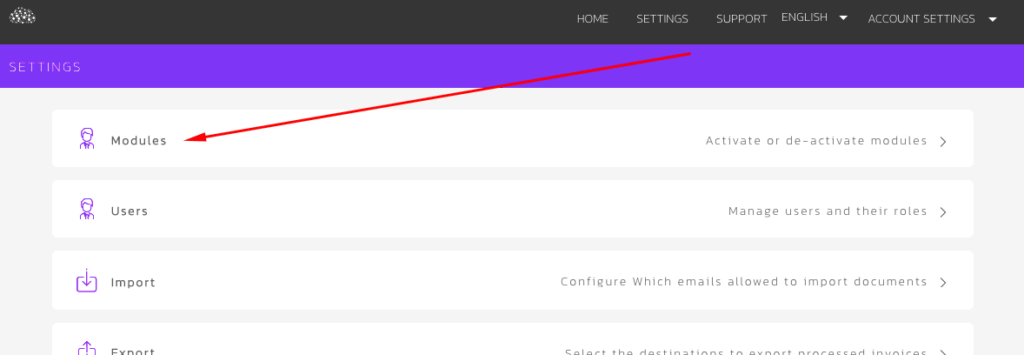 HOME SETTINGS SUPPORT ENGLISH ACCOUNT SETTINGS
SETTINGS
Modules Activate or de-activate modules
Users Manage users and their roles
Import Configure Which emails allowed to import documents
Export Select the destinations to export processed invoices